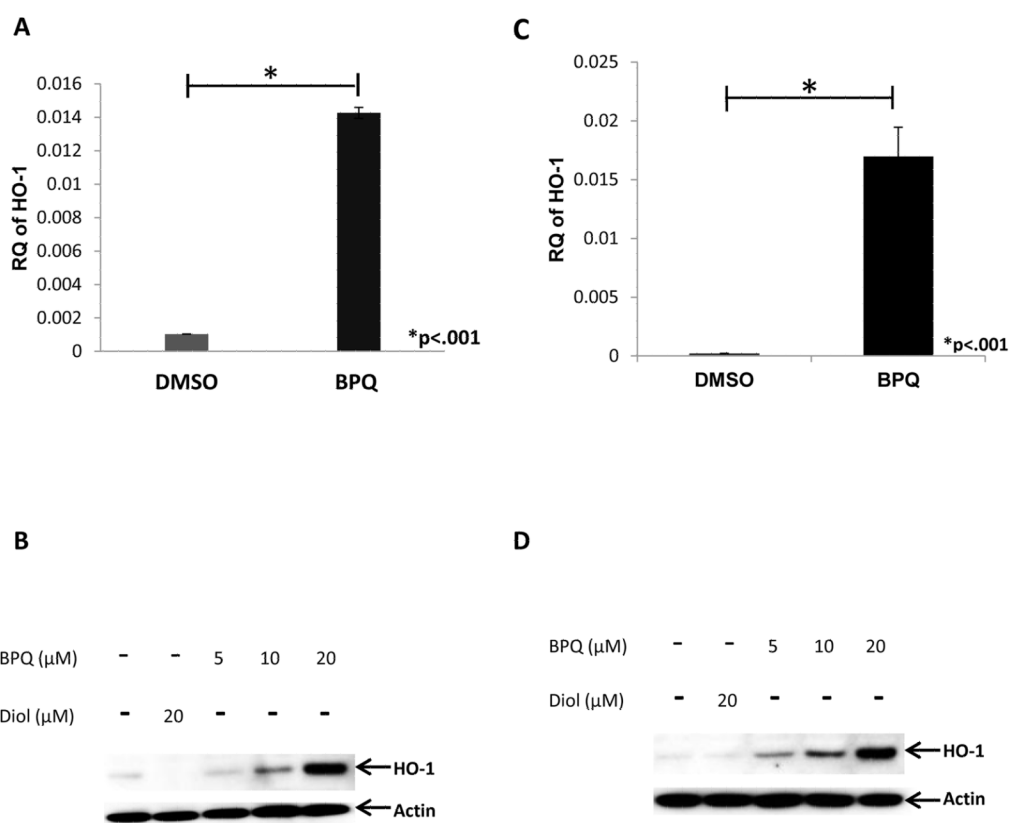 A
*
0.016
0.014
0.012
0.01
0.008
0.006
0.004
0.002
0
RQ of HO-1
*p<.001
DMSO BPQ
C
*
0.025
0.02
0.015
0.01
0.005
0
RQ of HO-1
*p<.001
DMSO BPQ
B
BPQ (µM) - - 5 10 20
Diol (µM) - 20 - - -
HO-1
Actin
D
BPQ (µM) - - 5 10 20
Diol (µM) - 20 - - -
HO-1
Actin